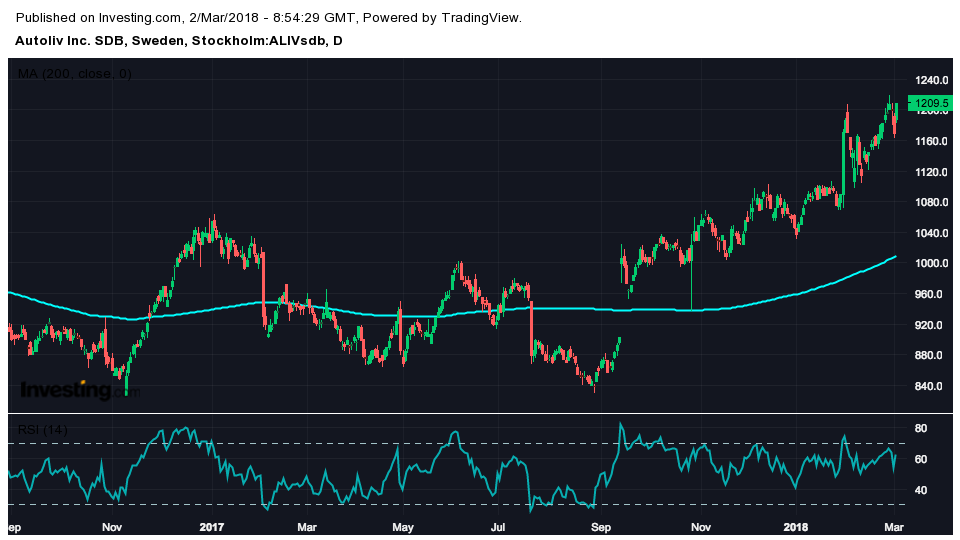 Published on Investing.com, 2/Mar/2018 - 8:54:29 GMT, Powered by TradingView.
Autoliv Inc. SDB, Sweden, Stockholm:ALIVsdb, D
MA (200, close, 0)
1240.0
1209.5
1200.0
1160.0
1120.0
1080.0
1040.0
1000.0
960.0
920.0
880.0
840.0
Investing.com
RSI (14)
80
60
40
ep Nov 2017 Mar May Jul Sep Nov 2018 Mar